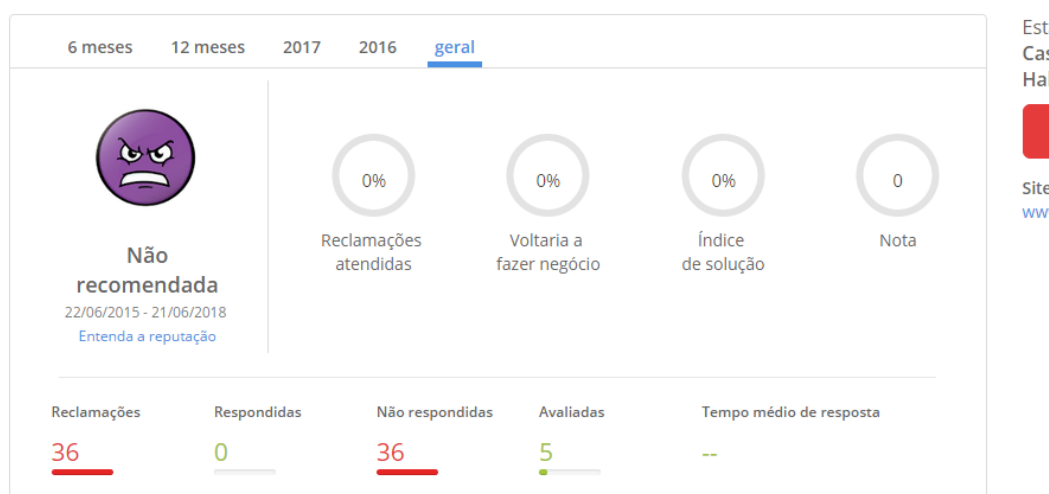 6 meses 12 meses 2017 2016 geral
Não
recomendada
22/06/2015 - 21/06/2018
Entenda a reputação
0% 0% 0% 0
Reclamações atendidas
Voltaria a fazer negócio
Índice de solução
Nota
Reclamações Respondidas Não respondidas Avaliadas Tempo médio de resposta
36 0 36 5 --